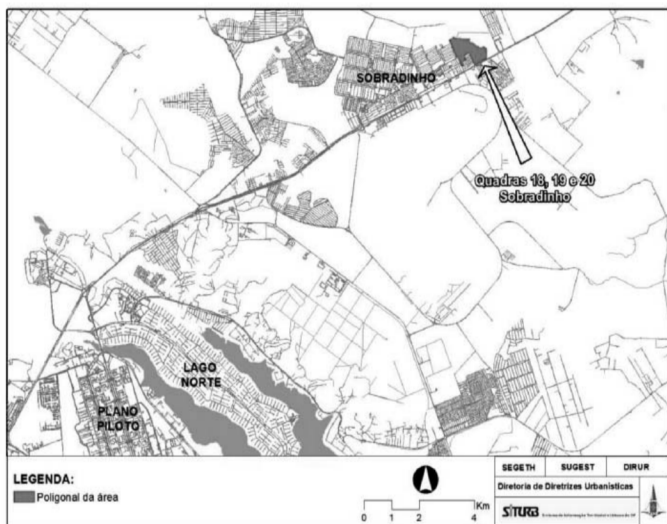 SOBRADINHO
Quadras 18, 19 e 20
Sobradinho
LAGO
NORTE
PLANO
PILOTO
LEGENDA:
Poligonal da área
0 1 2 4
Km
SEGETH SUGEST DIRUR
Diretoria de Diretrizes Urbanísticas
SITURB